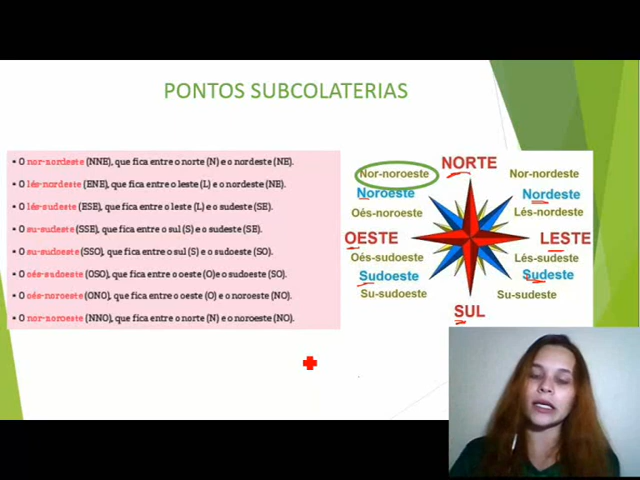 PONTOS SUBCOLATERIAS
• O nor-nordeste (NNE), que fica entre o norte (N) e o nordeste (NE).
• O lés-nordeste (ENE), que fica entre o leste (L) e o nordeste (NE).
• O lés-sudeste (ESE), que fica entre o leste (L) e o sudeste (SE).
• O su-sudeste (SSE), que fica entre o sul (S) e o sudeste (SE).
• O su-sudoeste (SSO), que fica entre o sul (S) e o sudoeste (SO).
• O oés-sudoeste (OSO), que fica entre o oeste (O)e o sudoeste (SO).
• O oés-noroeste (ONO), que fica entre o oeste (O) e o noroeste (NO).
• O nor-noroeste (NNO), que fica entre o norte (N) e o noroeste (NO).
NORTE
Nor-noroeste
Nor-nordeste
Noroeste
Nordeste
Oés-noroeste
Lés-nordeste
OESTE
LESTE
Oés-sudoeste
Lés-sudeste
Sudoeste
Sudeste
Su-sudoeste
Su-sudeste
SUL